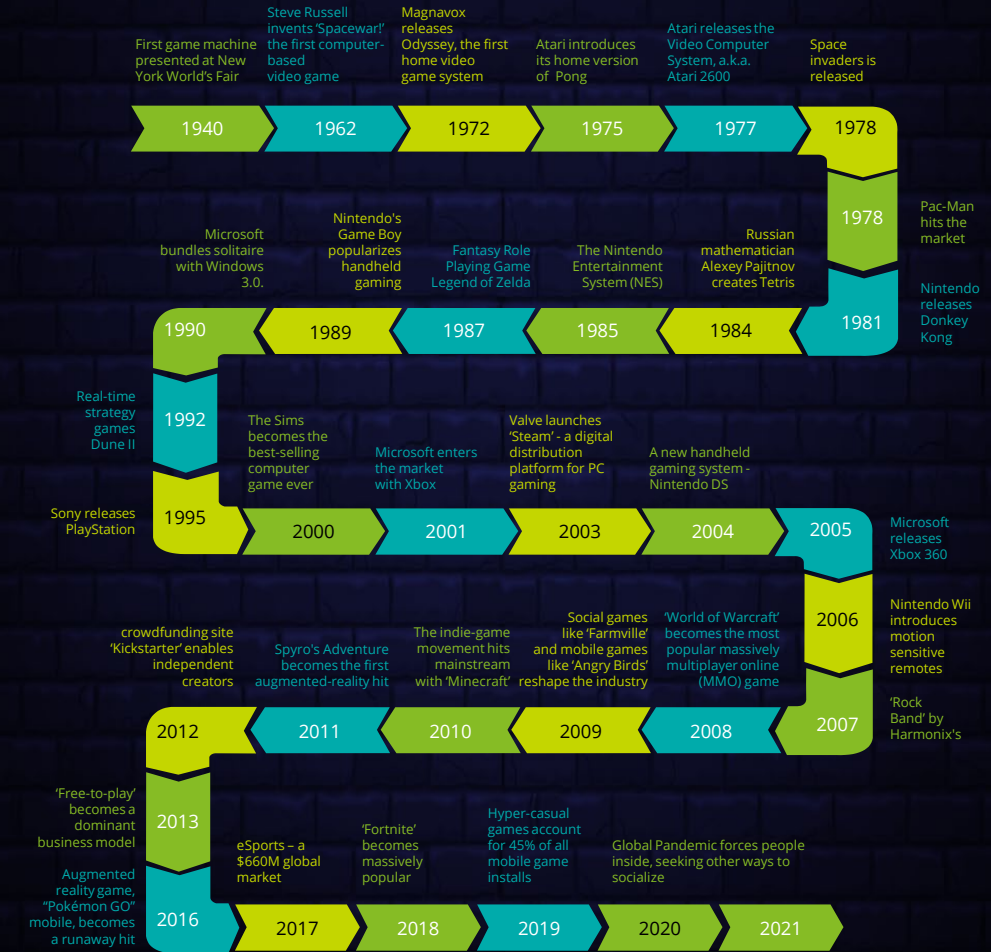 First game machine
presented at New
York World's Fair
Steve Russell
invents 'Spacewar!'
the first computer-
based
video game
Magnavox
releases
Odyssey, the first
home video
game system
Atari introduces
its home version
of Pong
Atari releases the
Video Computer
System, a.k.a.
Atari 2600
Space
invaders is
released
1940
1962
1972
1975
1977
1978
1978
Pac-Man
hits the
market
1981
Nintendo
releases
Donkey
Kong
Russian
mathematician
Alexey Pajitnov
creates Tetris
1984
The Nintendo
Entertainment
System (NES)
1985
Fantasy Role
Playing Game
Legend of Zelda
1987
Nintendo's
Game Boy
popularizes
handheld
gaming
1989
Microsoft
bundles solitaire
with Windows
3.0.
1990
Real-time
strategy
games
Dune II
1992
Sony releases
PlayStation
1995
The Sims
becomes the
best-selling
computer
game ever
2000
Microsoft enters
the market
with Xbox
2001
Valve launches
'Steam' - a digital
distribution
platform for PC
gaming
2003
A new handheld
gaming system -
Nintendo DS
2004
2005
Microsoft
releases
Xbox 360
2006
Nintendo Wii
introduces
motion
sensitive
remotes
2007
'Rock
Band' by
Harmonix's
'World of Warcraft'
becomes the most
popular massively
multiplayer online
(MMO) game
2008
Social games
like 'Farmville'
and mobile games
like 'Angry Birds'
reshape the industry
2009
The indie-game
movement hits
mainstream
with 'Minecraft'
2010
Spyro's Adventure
becomes the first
augmented-reality hit
2011
crowdfunding site
'Kickstarter' enables
independent
creators
2012
'Free-to-play'
becomes a
dominant
business model
2013
Augmented
reality game,
"Pokémon GO"
mobile, becomes
a runaway hit
2016
eSports – a
$660M global
market
2017
'Fortnite'
becomes
massively
popular
2018
Hyper-casual
games account
for 45% of all
mobile game
installs
2019
Global Pandemic forces people
inside, seeking other ways to
socialize
2020
2021